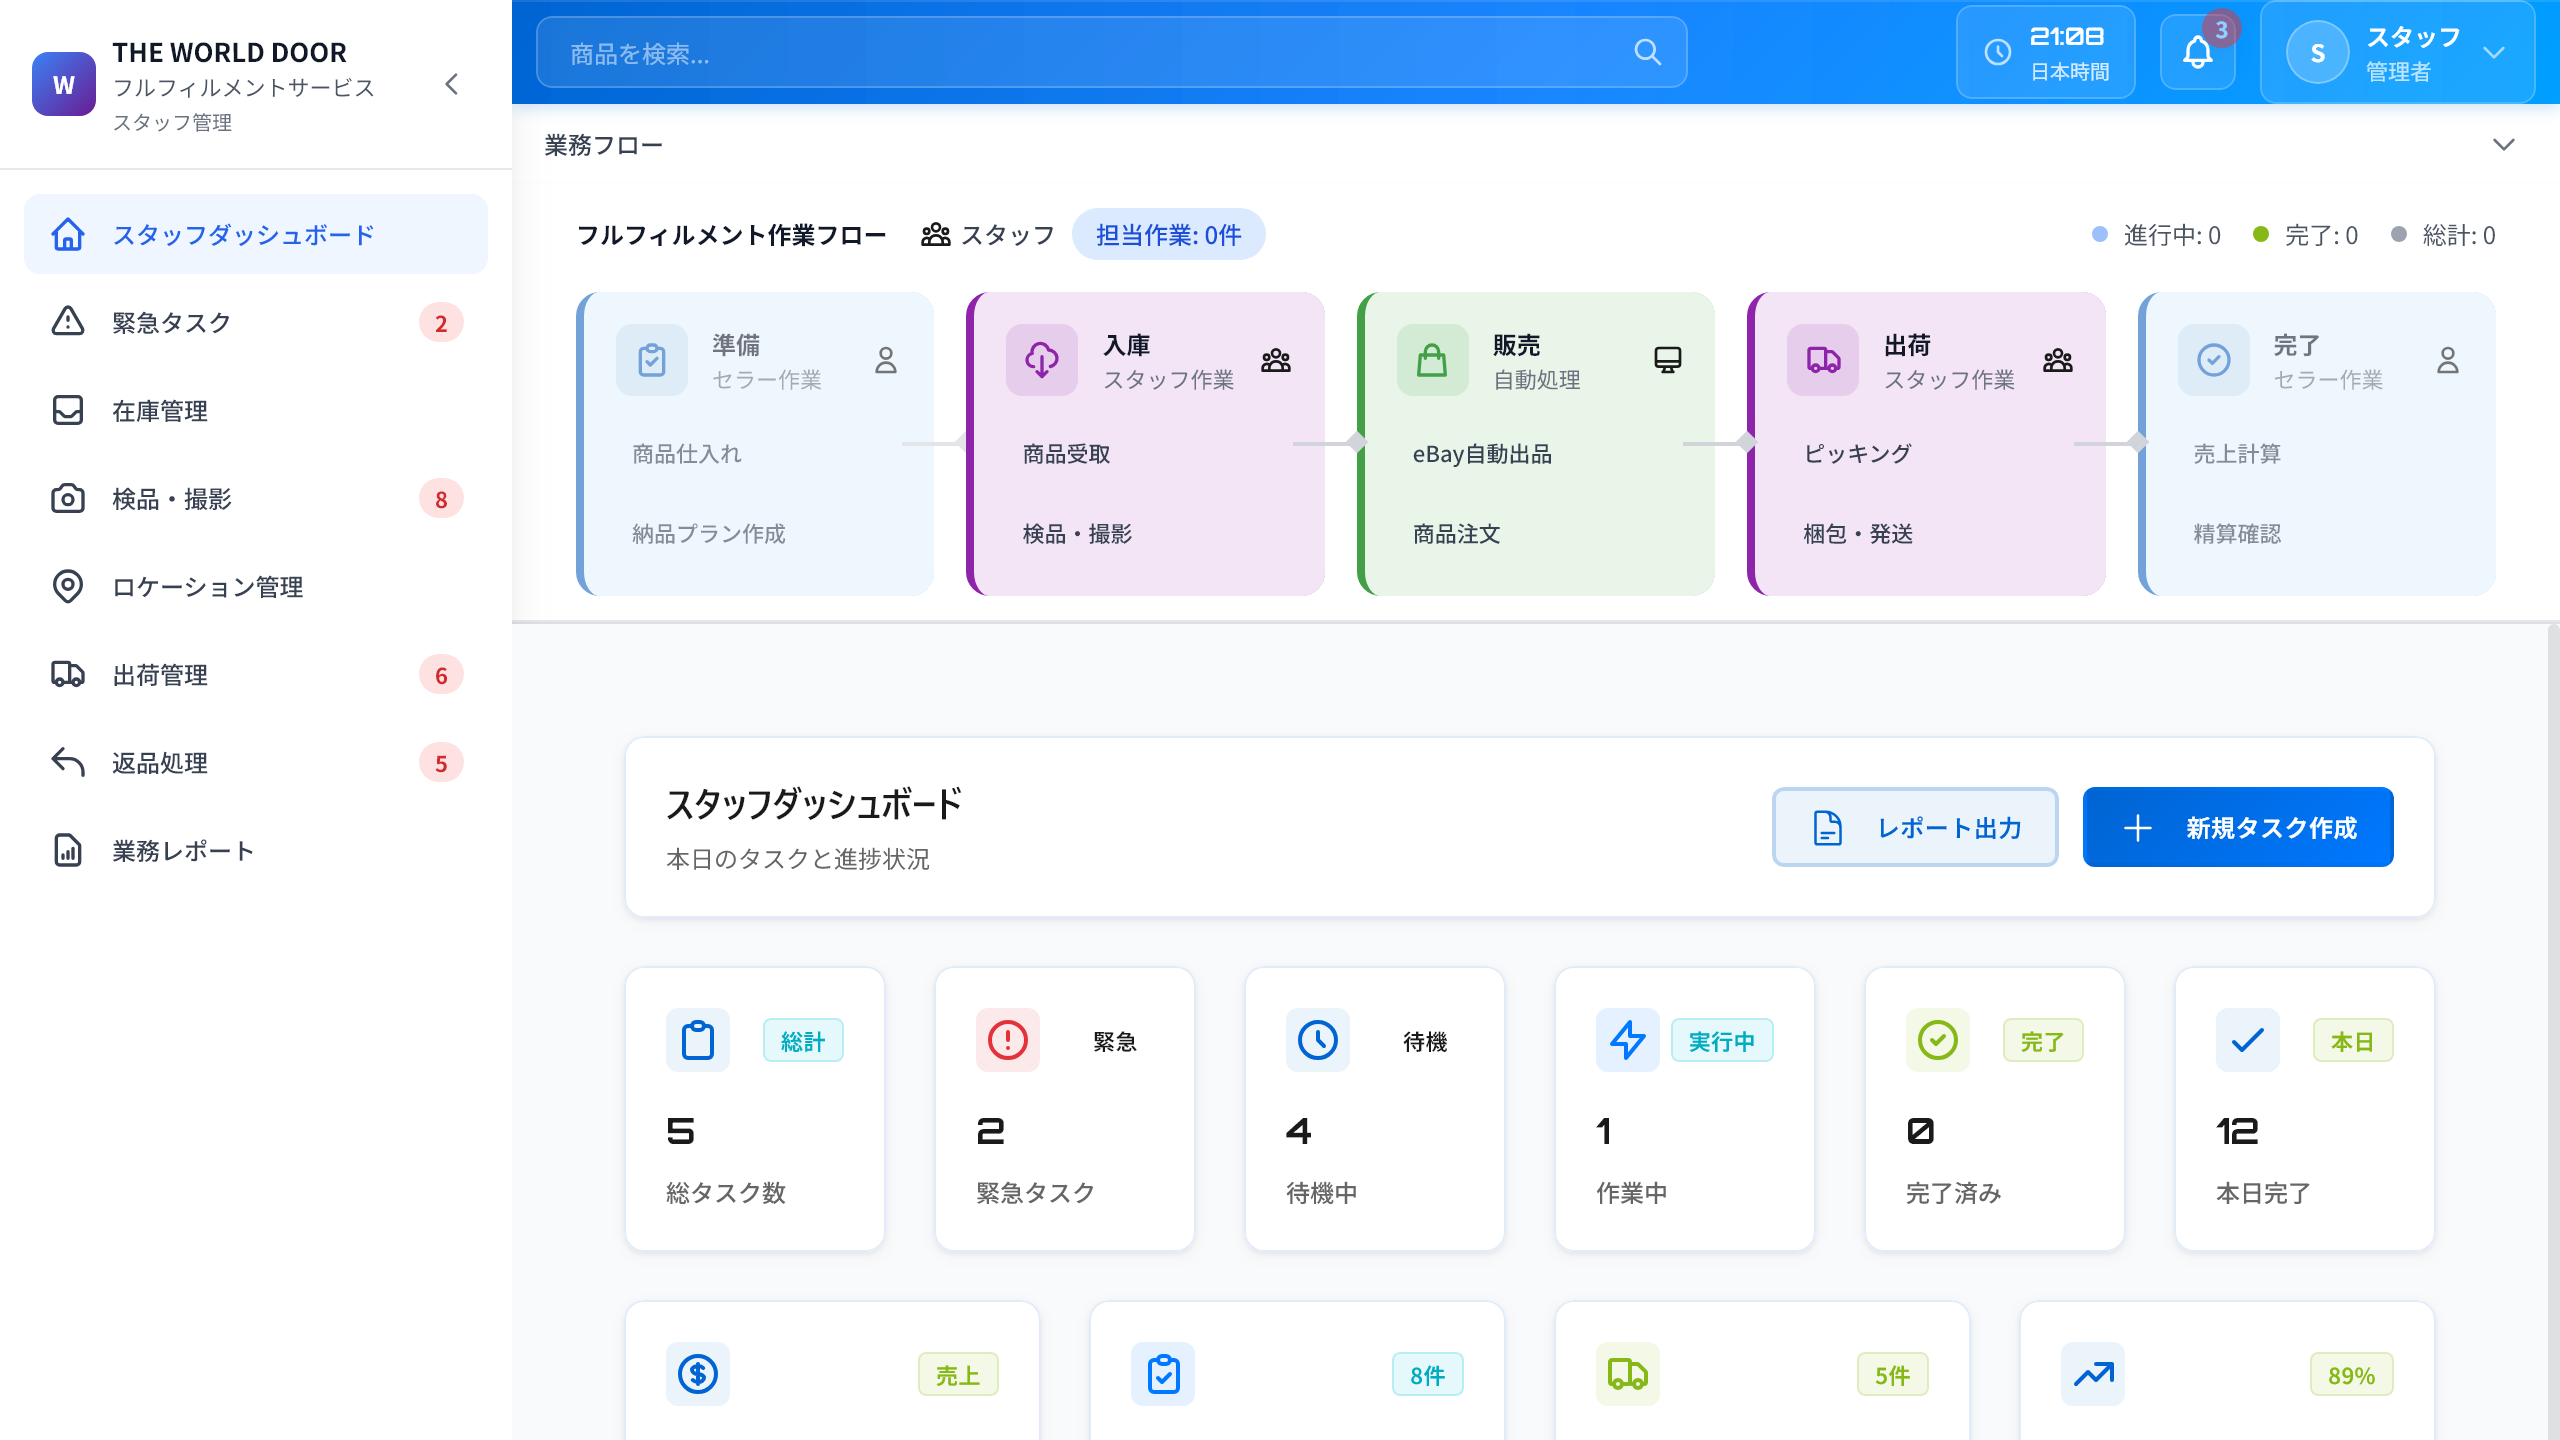 W
THE WORLD DOOR
フルフィルメントサービス
スタッフ管理
スタッフダッシュボード
緊急タスク
2
在庫管理
検品・撮影
8
ロケーション管理
出荷管理
6
返品処理
5
業務レポート
商品を検索...
21:08
日本時間
3
S
スタッフ
管理者
業務フロー
フルフィルメント作業フロー
スタッフ
担当作業: 0件
進行中: 0
完了: 0
総計: 0
準備
セラー作業
商品仕入れ
納品プラン作成
入庫
スタッフ作業
商品受取
検品・撮影
販売
自動処理
eBay自動出品
商品注文
出荷
スタッフ作業
ピッキング
梱包・発送
完了
セラー作業
売上計算
精算確認
スタッフダッシュボード
本日のタスクと進捗状況
レポート出力
新規タスク作成
総計
5
総タスク数
緊急
2
緊急タスク
待機
4
待機中
実行中
1
作業中
完了
0
完了済み
本日
12
本日完了
売上
8件
5件
89%